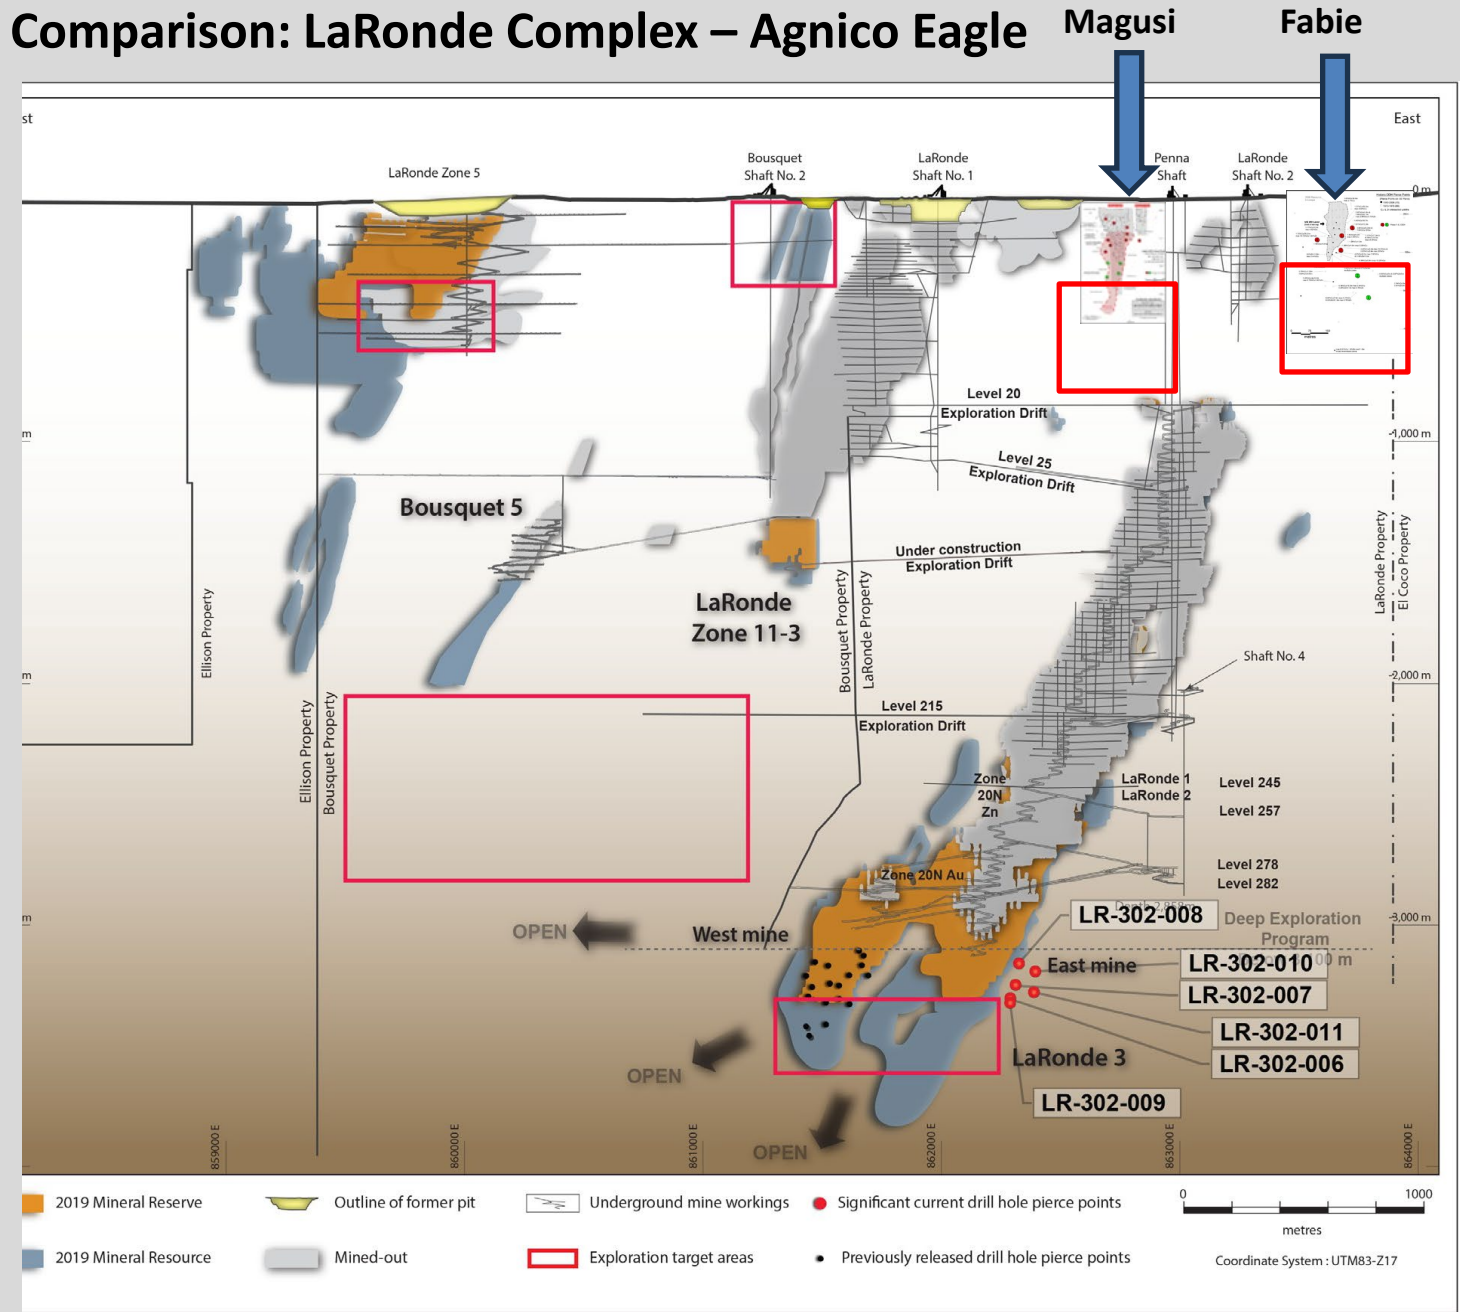 Comparison: LaRonde Complex – Agnico Eagle
Magusi
Fabie
st
East
LaRonde Zone 5
Bousquet
Shaft No. 2
LaRonde
Shaft No. 1
Penna
Shaft
LaRonde
Shaft No. 2
0 m
Level 20
Exploration Drift
m
-1,000 m
Level 25
Exploration Drift
Bousquet 5
Under construction
Exploration Drift
LaRonde
Zone 11-3
Ellison Property
Bousquet Property
LaRonde Property
LaRonde Property
El Coco Property
Shaft No. 4
m
-2,000 m
Ellison Property
Bousquet Property
Level 215
Exploration Drift
Zone
20N
Zn
LaRonde 1
LaRonde 2
Level 245
Level 257
Level 278
Level 282
Zone 20N Au
LR-302-008
Deep Exploration
Program
m
-3,000 m
OPEN
West mine
East mine
LR-302-010
LR-302-007
LR-302-011
LR-302-006
LaRonde 3
LR-302-009
OPEN
OPEN
859000 E
860000 E
861000 E
862000 E
863000 E
864000 E
2019 Mineral Reserve
Outline of former pit
Underground mine workings
Significant current drill hole pierce points
0
1000
metres
2019 Mineral Resource
Mined-out
Exploration target areas
Previously released drill hole pierce points
Coordinate System : UTM83-Z17